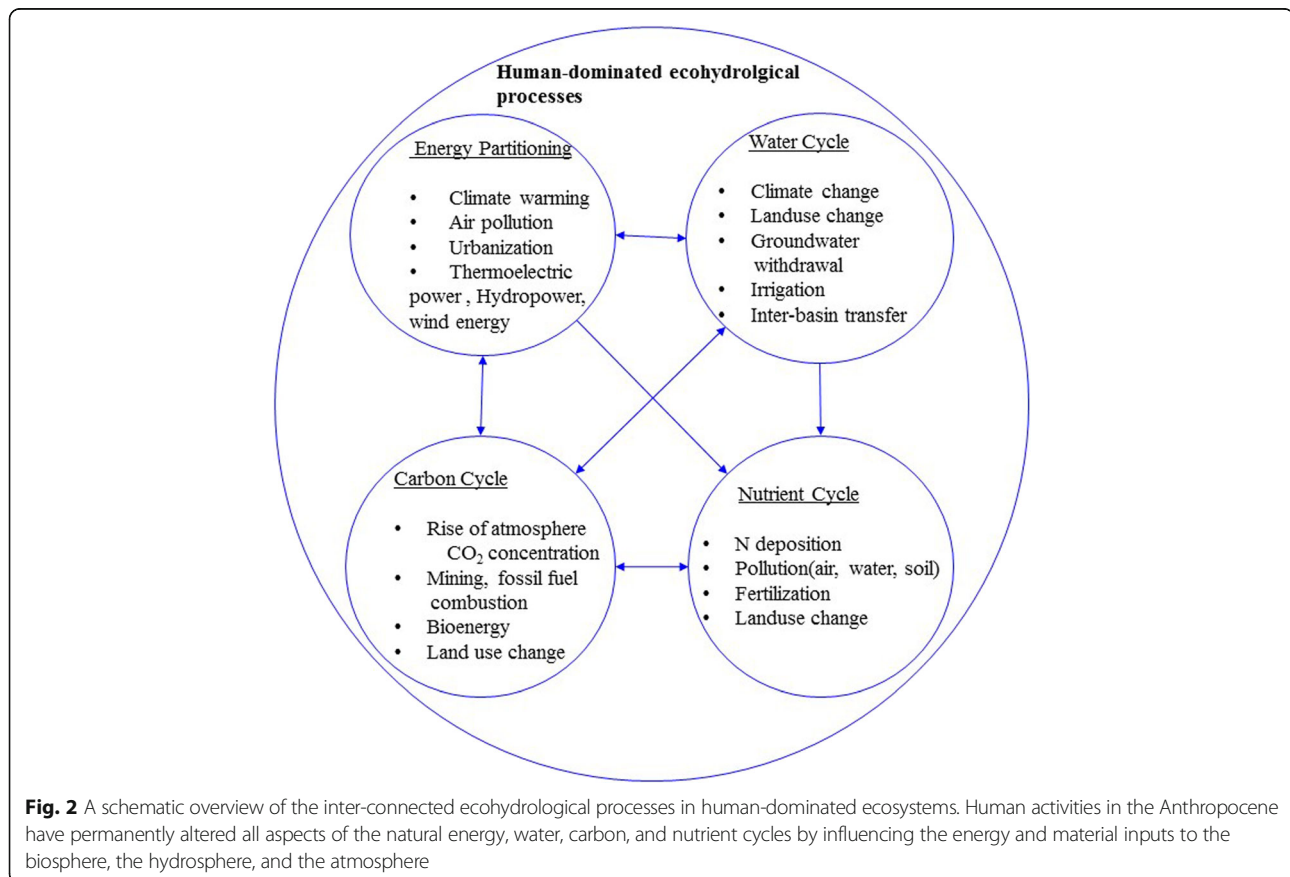 Human-dominated ecohydrolgical
processes
Energy Partitioning
• Climate warming
• Air pollution
• Urbanization
• Thermoelectric
power , Hydropower,
wind energy
Water Cycle
• Climate change
• Landuse change
• Groundwater
withdrawal
• Irrigation
• Inter-basin transfer
Carbon Cycle
• Rise of atmosphere
CO₂ concentration
• Mining, fossil fuel
combustion
• Bioenergy
• Land use change
Nutrient Cycle
• N deposition
• Pollution(air, water, soil)
• Fertilization
• Landuse change
Fig. 2 A schematic overview of the inter-connected ecohydrological processes in human-dominated ecosystems. Human activities in the Anthropocene
have permanently altered all aspects of the natural energy, water, carbon, and nutrient cycles by influencing the energy and material inputs to the
biosphere, the hydrosphere, and the atmosphere